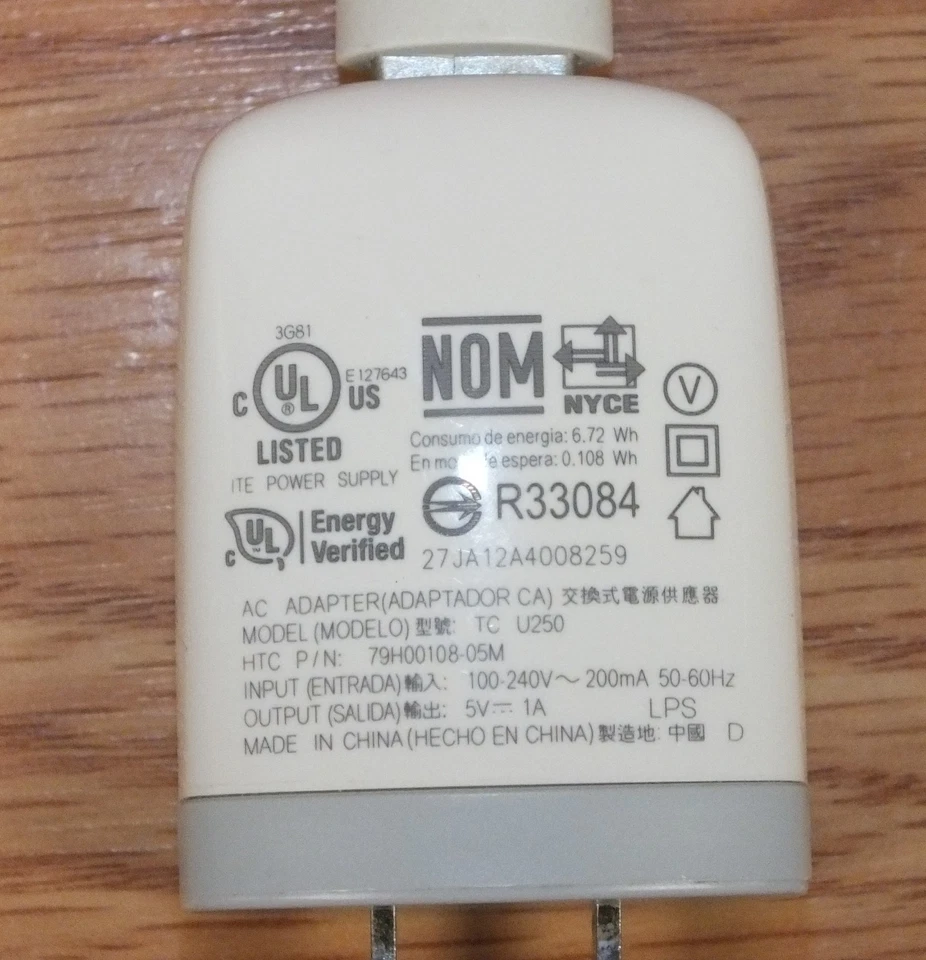 3G81
C UL ® US E127643
LISTED
ITE POWER SUPPLY
C UL ™ Energy
Verified
NOM
NYCE
Consumo de energia: 6.72 Wh
En espera: 0.108 Wh
R33084
27JA12A4008259
V
AC ADAPTER(ADAPTADOR CA) 交換式電源供應器
MODEL (MODELO) 型號: TC U250
HTC P/N: 79H00108-05M
INPUT (ENTRADA)輸入: 100-240V～ 200mA 50-60Hz
OUTPUT (SALIDA)輸出: 5V⎓ 1A LPS
MADE IN CHINA(HECHO EN CHINA)製造地: 中國 D